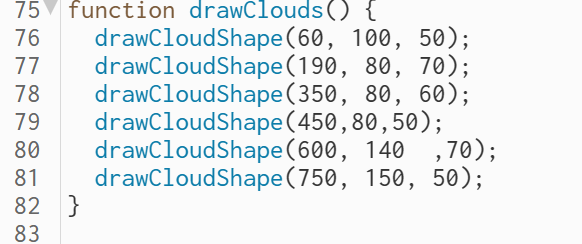 75 function drawClouds() {
76   drawCloudShape(60, 100, 50);
77   drawCloudShape(190, 80, 70);
78   drawCloudShape(350, 80, 60);
79   drawCloudShape(450,80,50);
80   drawCloudShape(600, 140  ,70);
81   drawCloudShape(750, 150, 50);
82 }
83